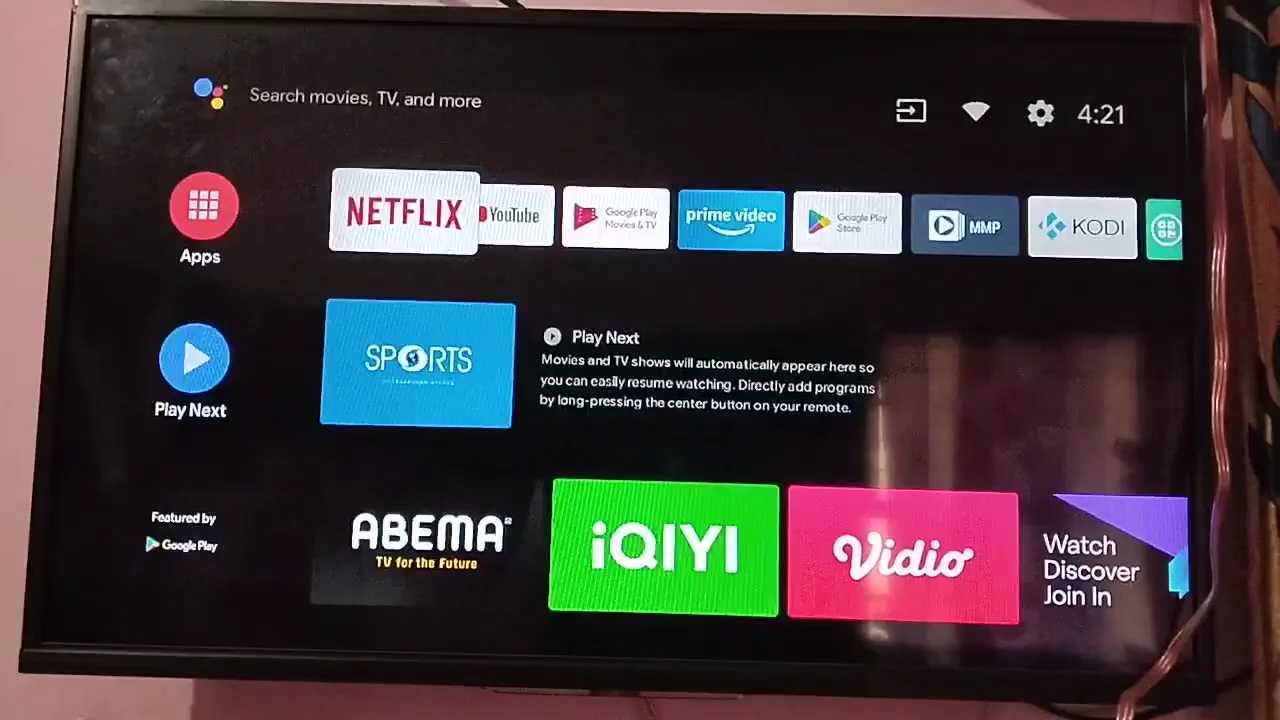 Search movies, TV, and more
4:21
Apps
NETFLIX
YouTube
Google Play
Movies & TV
prime video
Google Play
Store
MMP
KODI
Play Next
SPORTS
Play Next
Movies and TV shows will automatically appear here so
you can easily resume watching. Directly add programs
by long-pressing the center button on your remote.
Featured by
Google Play
ABEMA
TV for the Future
iQIYI
Vidio
Watch
Discover
Join In